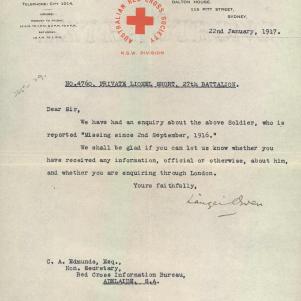 TELEPHONE: CITY 1014.
DALTON HOUSE,
115 PITT STREET,
SYDNEY.
AUSTRALIAN RED CROSS SOCIETY
N.S.W. DIVISION
22nd January, 1917.
NO.4760. PRIVATE LIONEL SHORT, 27th BATTALION.
Dear Sir,
We have had an enquiry about the above Soldier, who is
reported "Missing since 2nd September, 1916."
We shall be glad if you can let us know whether you
have received any information, official or otherwise, about him,
and whether you are enquiring through London.
Yours faithfully,
C. A. Edmunds, Esq.,
Hon. Secretary,
Red Cross Information Bureau,
ADELAIDE, S.A.